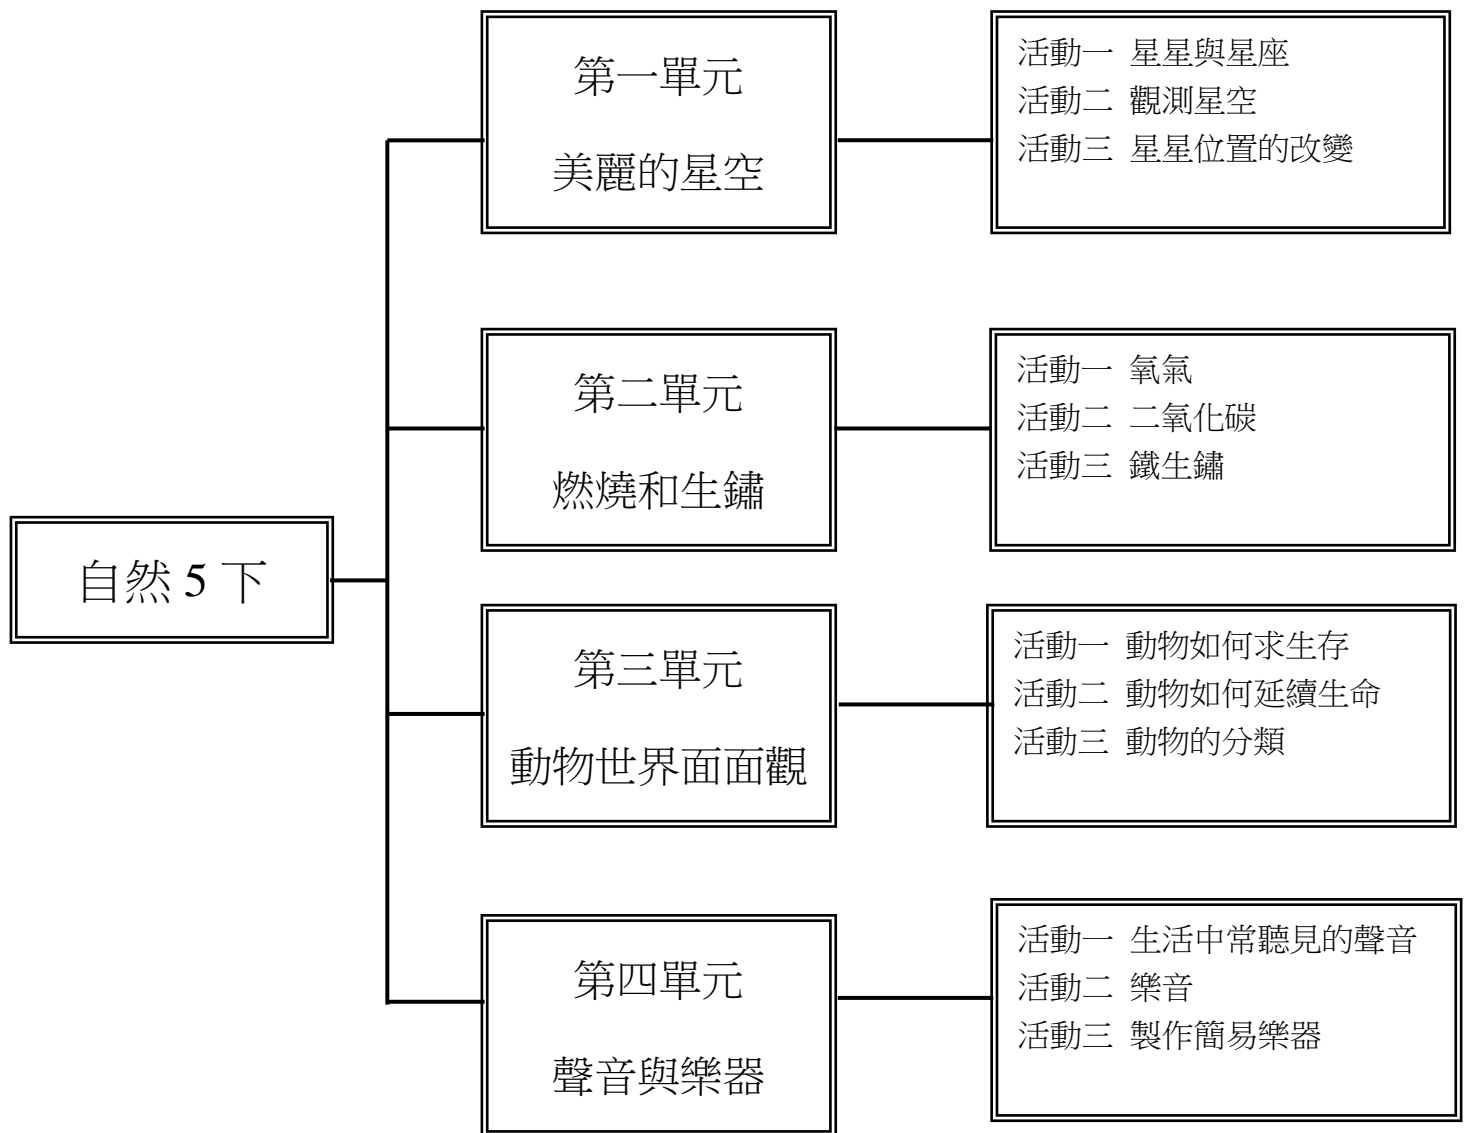 自然 5 下
第一單元
美麗的星空
活動一 星星與星座
活動二 觀測星空
活動三 星星位置的改變
第二單元
燃燒和生鏽
活動一 氧氣
活動二 二氧化碳
活動三 鐵生鏽
第三單元
動物世界面面觀
活動一 動物如何求生存
活動二 動物如何延續生命
活動三 動物的分類
第四單元
聲音與樂器
活動一 生活中常聽見的聲音
活動二 樂音
活動三 製作簡易樂器